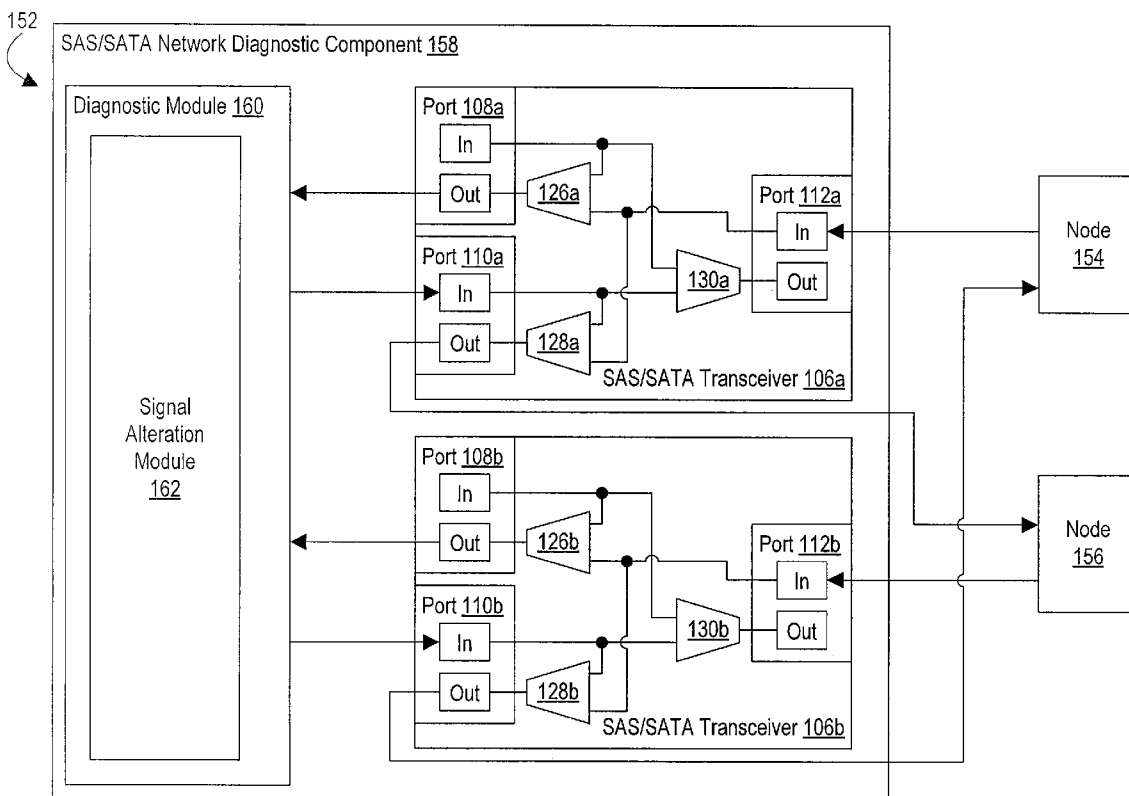 152
SAS/SATA Network Diagnostic Component 158
Diagnostic Module 160
Signal
Alteration
Module
162
Port 108a
In
Out
126a
Port 110a
In
Out
128a
130a
Port 112a
In
Out
SAS/SATA Transceiver 106a
Node
154
Port 108b
In
Out
126b
Port 110b
In
Out
128b
130b
Port 112b
In
Out
SAS/SATA Transceiver 106b
Node
156